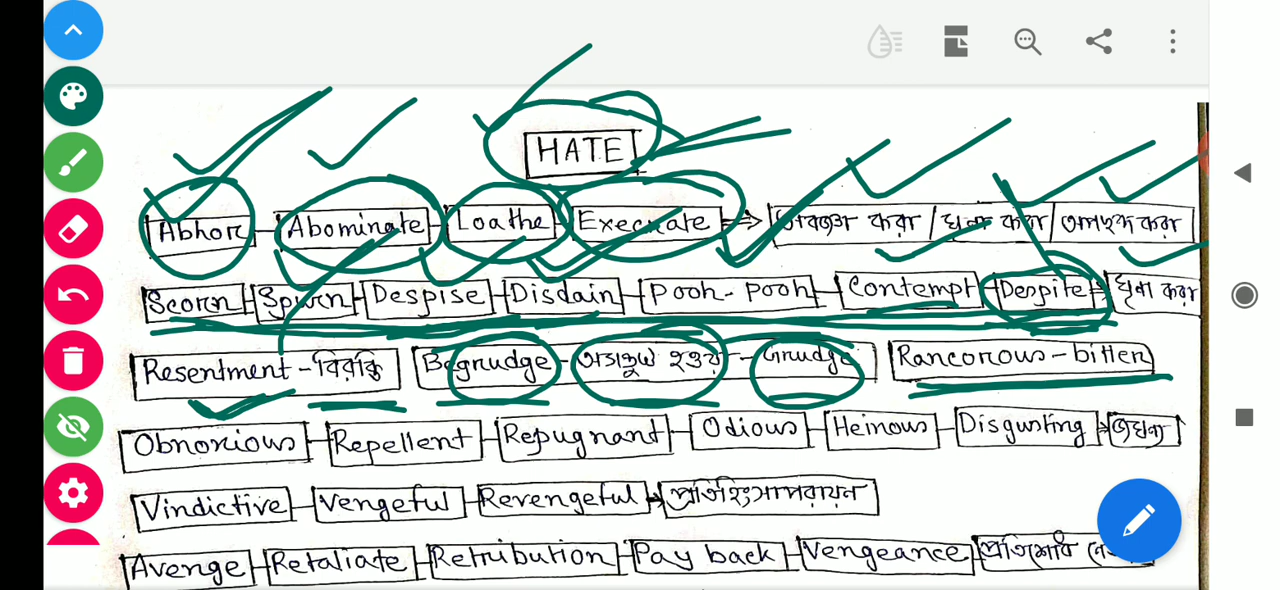 HATE
Abhor - Abominate - Loathe - Execrate ⇒ অবজ্ঞা করা / ঘৃনা করা / অপছন্দ করা
Scorn - Spurn - Despise - Disdain - Pooh-Pooh - Contempt - Despite → ঘৃনা করা
Resentment - বিরক্তি Begrudge - অসন্তুষ্ট হওয়া - Grudge Rancorous - bitter
Obnorious - Repellent - Repugnant - Odious - Heinous - Disgusting → জঘন্য
Vindictive - Vengeful - Revengeful → প্রতিহিংসাপরায়ন
Avenge - Retaliate - Retribution - Pay back - Vengeance -